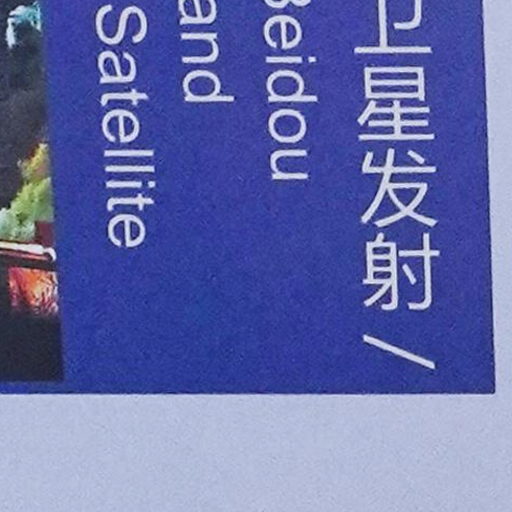 卫星发射 /
Beidou
and
Satellite